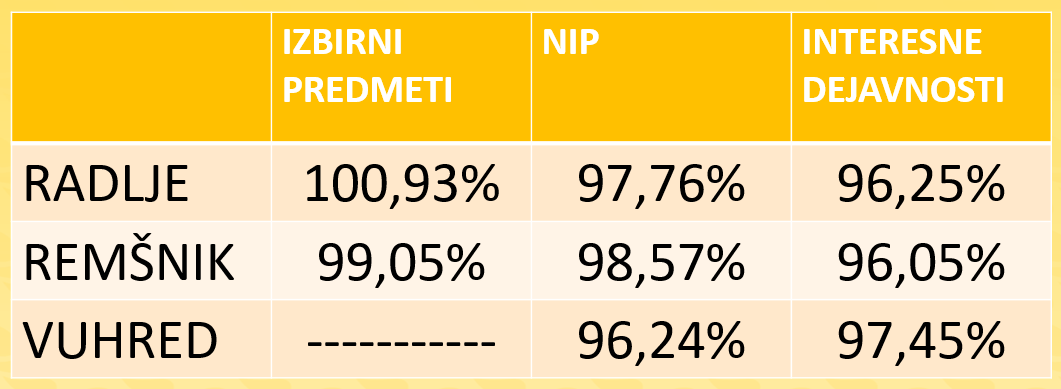 IZBIRNI PREDMETI NIP INTERESNE DEJAVNOSTI
RADLJE 100,93% 97,76% 96,25%
REMŠNIK 99,05% 98,57% 96,05%
VUHRED ----------- 96,24% 97,45%